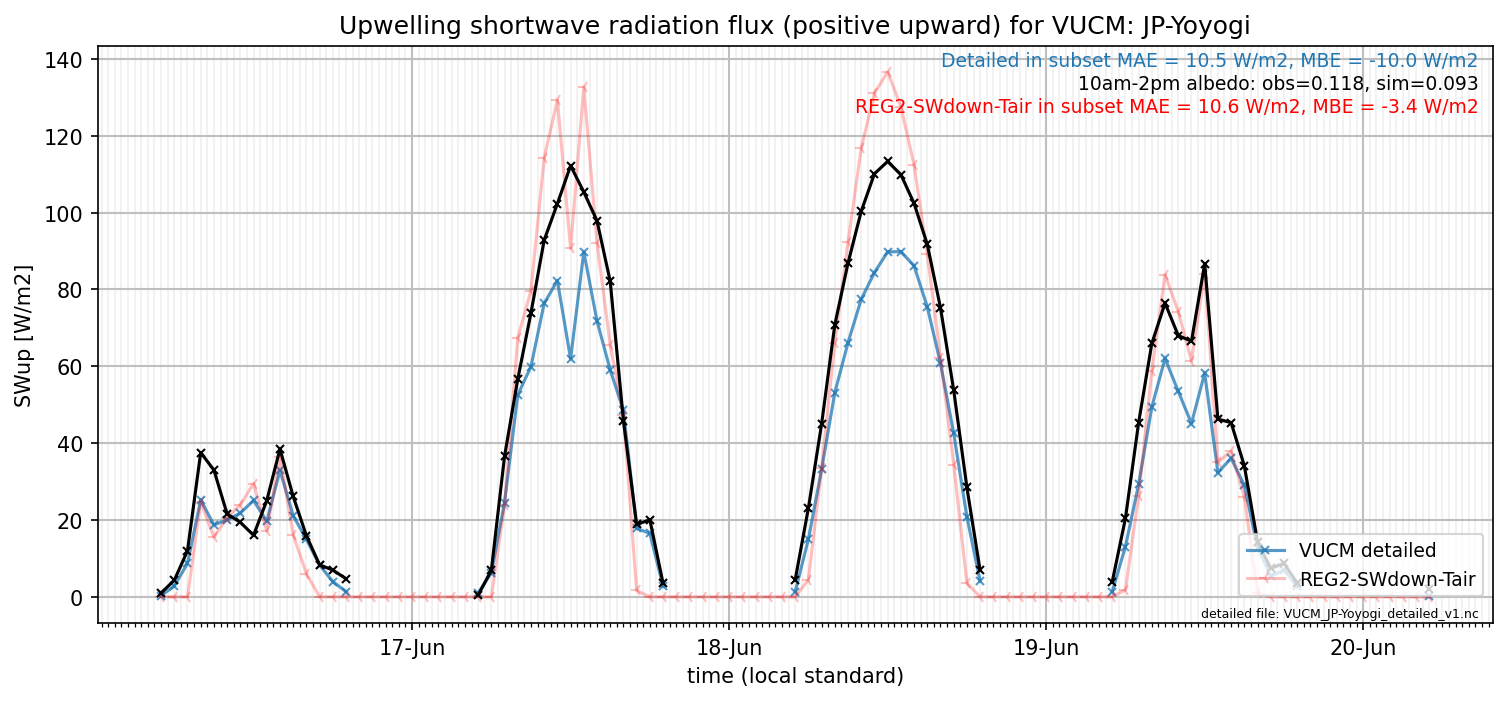 Upwelling shortwave radiation flux (positive upward) for VUCM: JP-Yoyogi
Detailed in subset MAE = 10.5 W/m2, MBE = -10.0 W/m2
10am-2pm albedo: obs=0.118, sim=0.093
REG2-SWdown-Tair in subset MAE = 10.6 W/m2, MBE = -3.4 W/m2
SWup [W/m2]
140
120
100
80
60
40
20
0
VUCM detailed
REG2-SWdown-Tair
detailed file: VUCM_JP-Yoyogi_detailed_v1.nc
17-Jun
18-Jun
19-Jun
20-Jun
time (local standard)